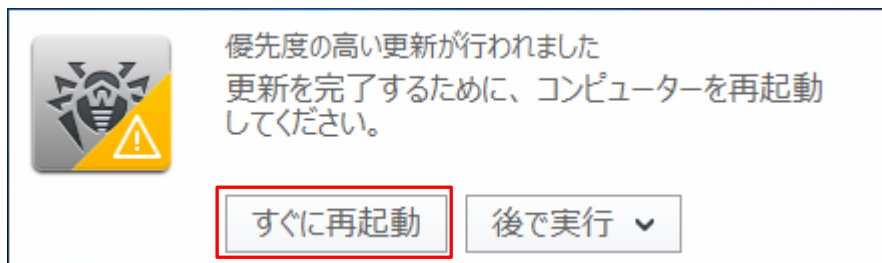 優先度の高い更新が行われました
更新を完了するために、コンピューターを再起動
してください。
すぐに再起動
後で実行